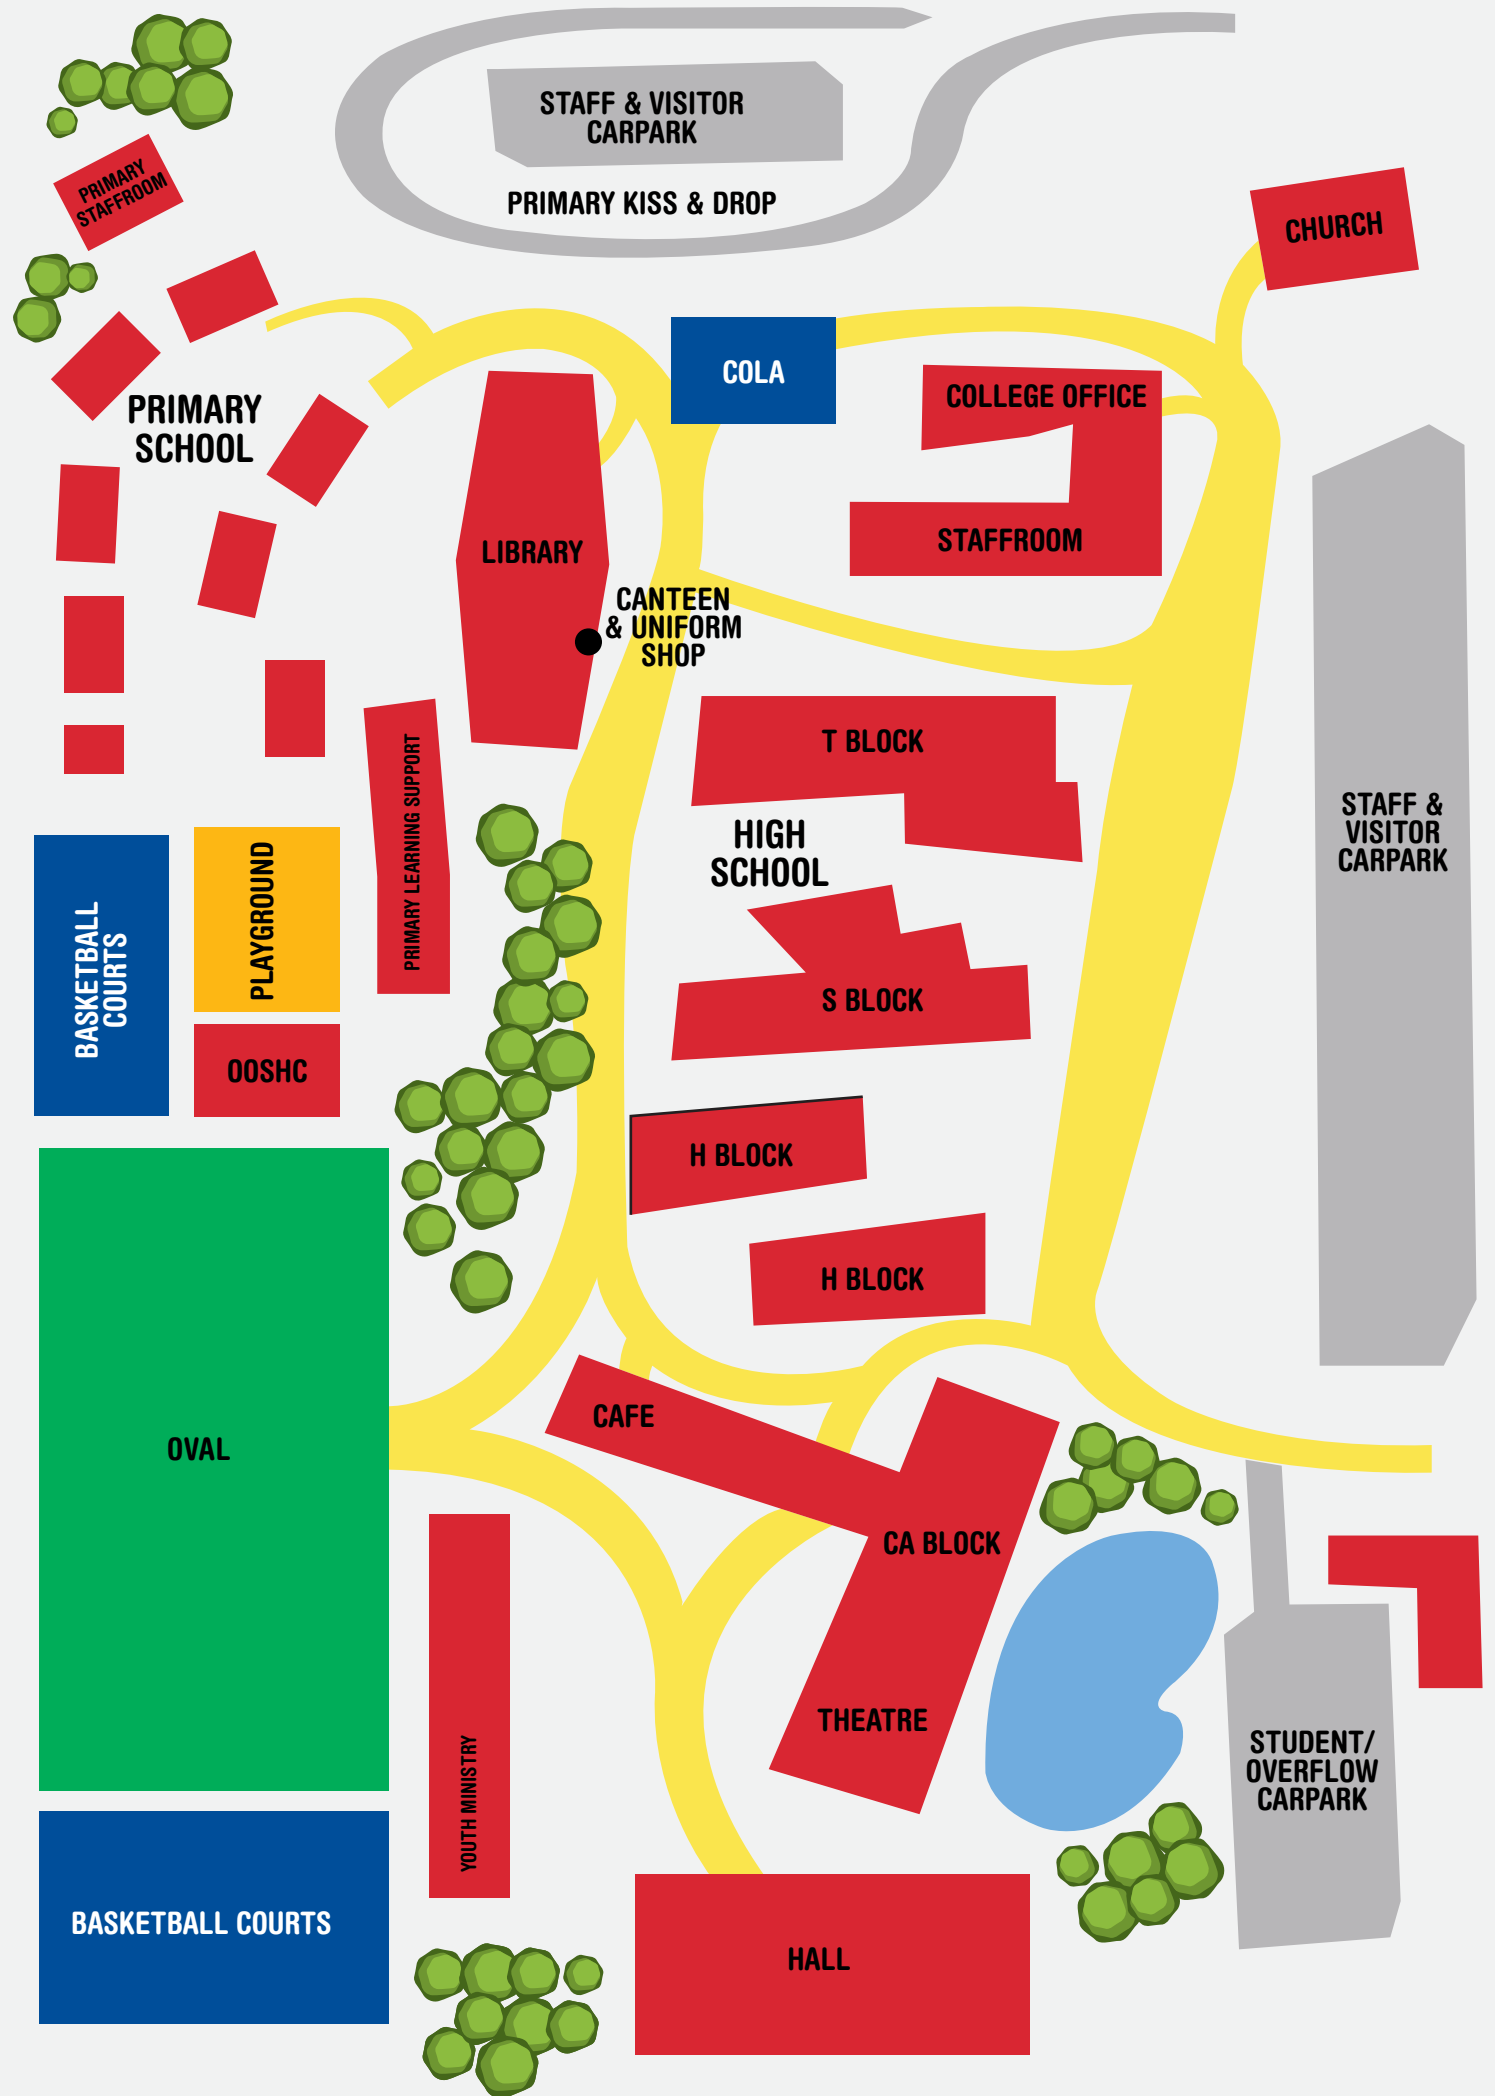 STAFF & VISITOR
CARPARK
PRIMARY KISS & DROP
PRIMARY
STAFFROOM
CHURCH
COLA
COLLEGE OFFICE
PRIMARY
SCHOOL
LIBRARY
STAFFROOM
CANTEEN
& UNIFORM
SHOP
T BLOCK
PRIMARY LEARNING SUPPORT
HIGH
SCHOOL
STAFF &
VISITOR
CARPARK
BASKETBALL
COURTS
PLAYGROUND
S BLOCK
OOSHC
H BLOCK
H BLOCK
CAFE
OVAL
CA BLOCK
THEATRE
YOUTH MINISTRY
STUDENT/
OVERFLOW
CARPARK
BASKETBALL COURTS
HALL